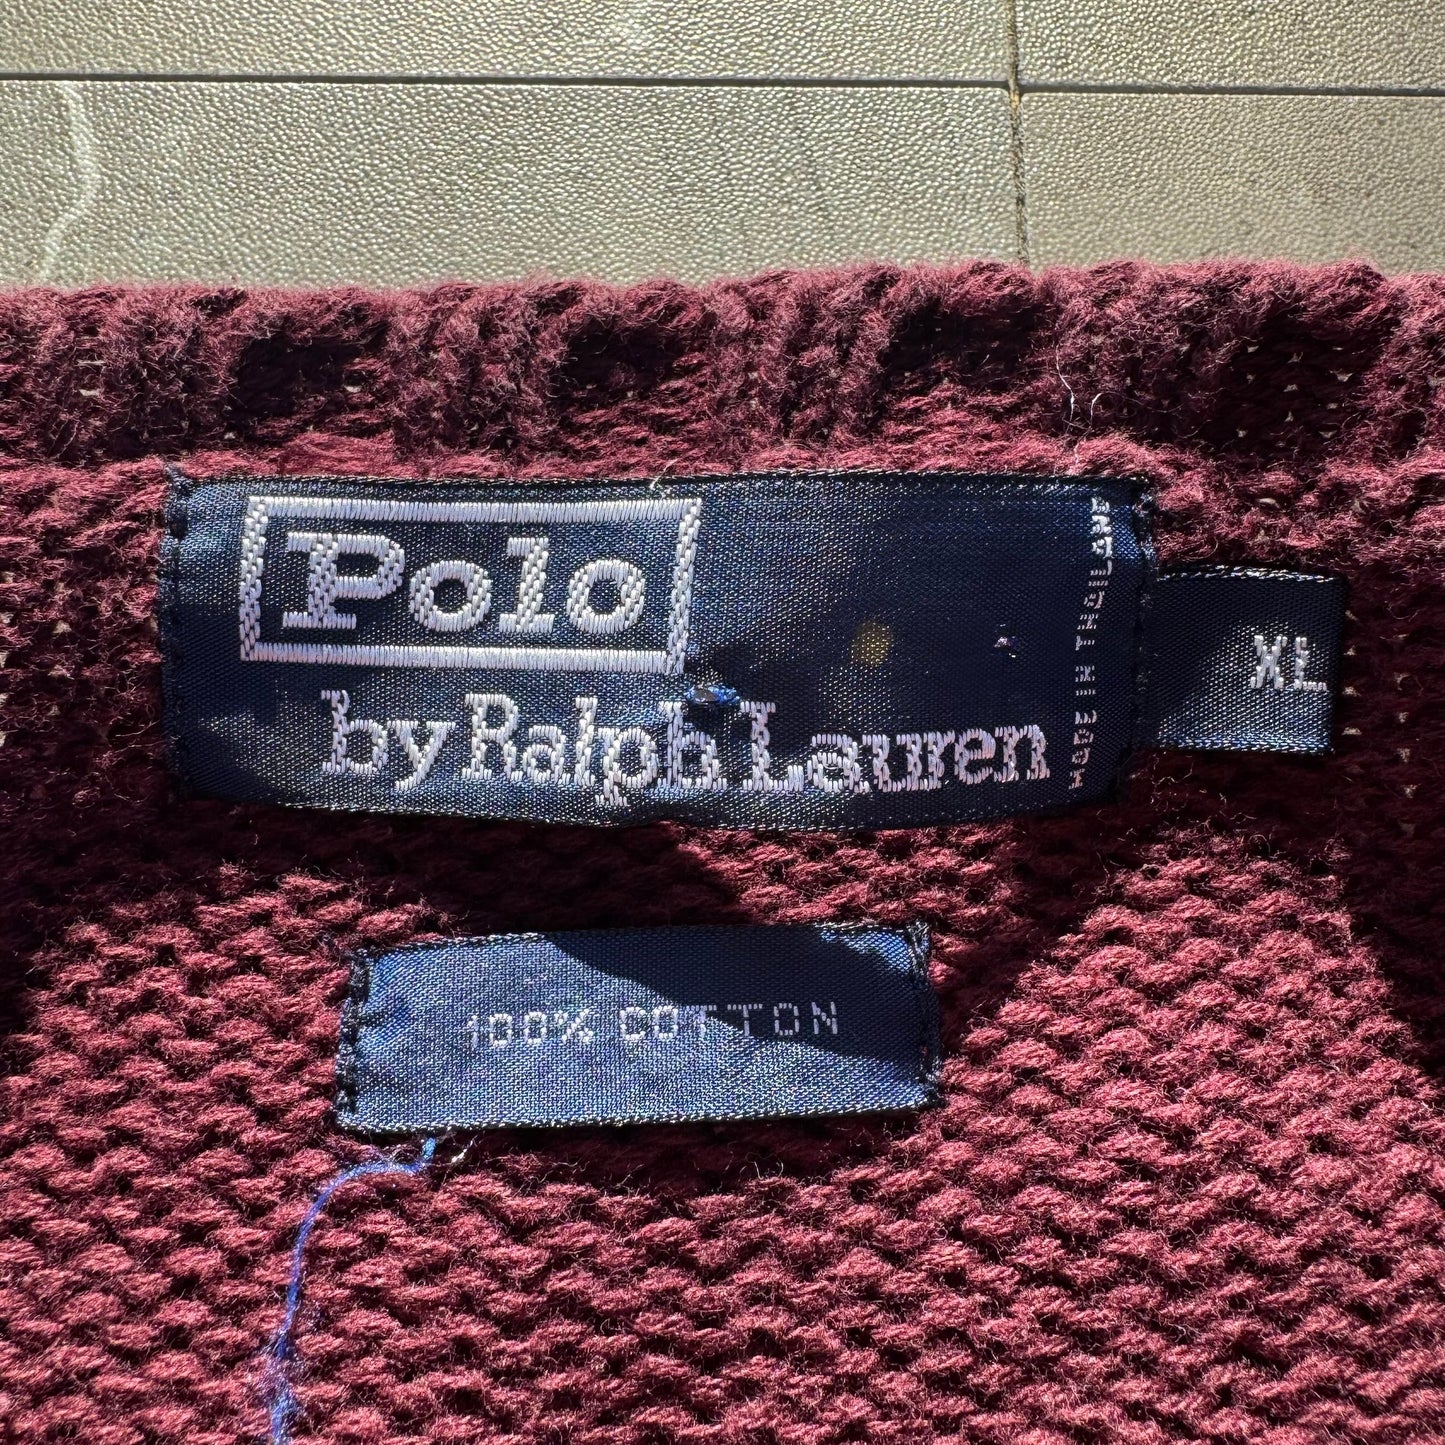 Polo
by Ralph Lauren
MADE IN THAILAND
XL
100% COTTON